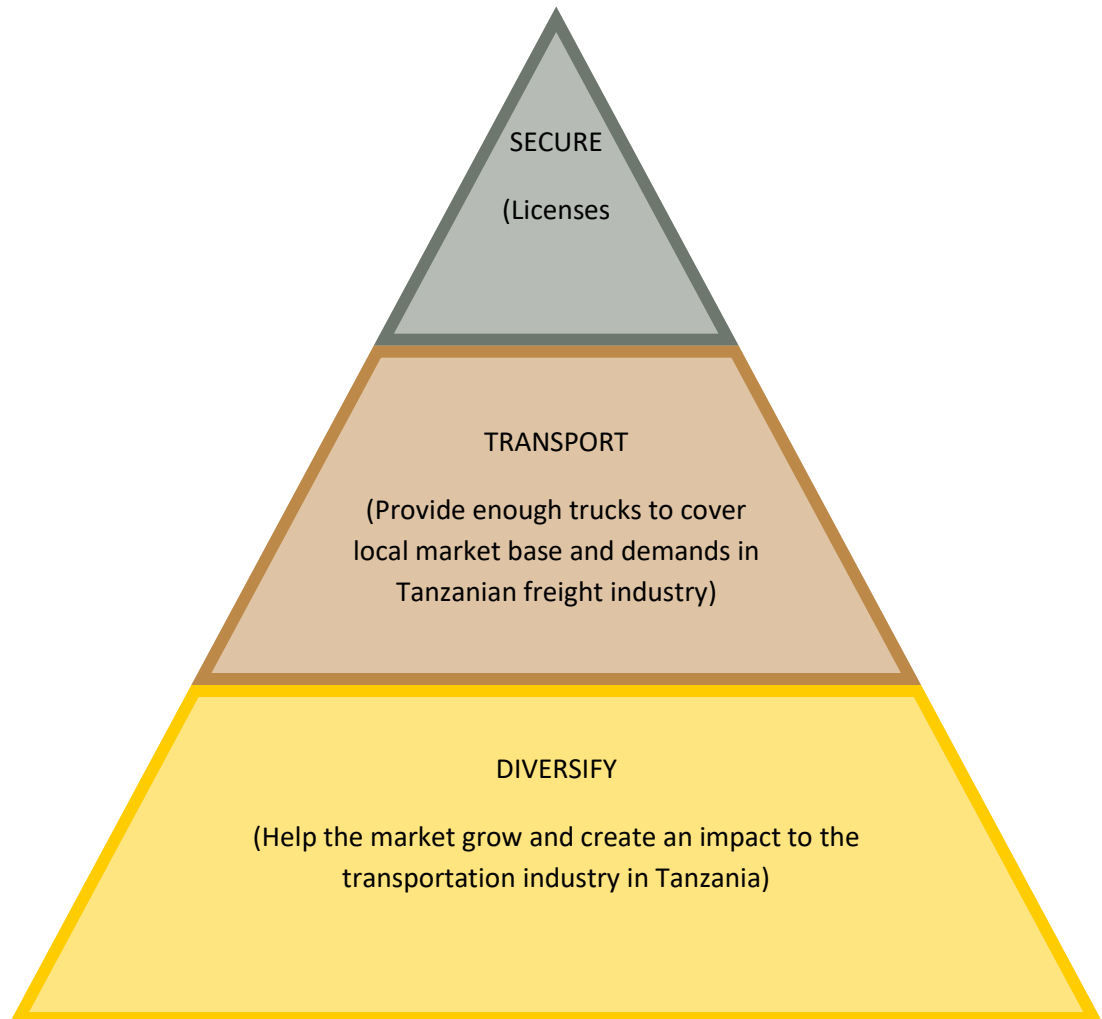 SECURE
(Licenses
TRANSPORT
(Provide enough trucks to cover
local market base and demands in
Tanzanian freight industry)
DIVERSIFY
(Help the market grow and create an impact to the
transportation industry in Tanzania)